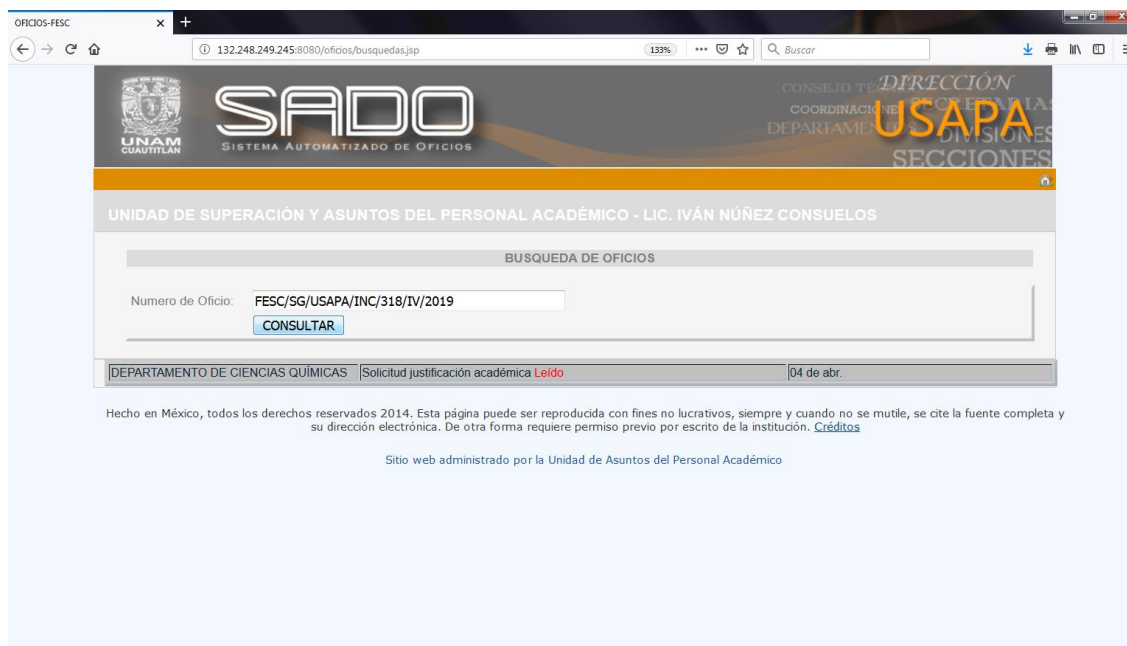 OFICIOS-FESC
132.248.249.245:8080/oficios/busquedas.jsp
133%
Buscar
UNAM
CUAUTITLÁN
SADO
SISTEMA AUTOMATIZADO DE OFICIOS
DIRECCIÓN
COORDINACIONES
USAPA
DIVISIONES
SECCIONES
UNIDAD DE SUPERACIÓN Y ASUNTOS DEL PERSONAL ACADÉMICO - LIC. IVÁN NÚÑEZ CONSUELOS
BUSQUEDA DE OFICIOS
Numero de Oficio: FESC/SG/USAPA/INC/318/IV/2019
CONSULTAR
DEPARTAMENTO DE CIENCIAS QUÍMICAS Solicitud justificación académica Leído 04 de abr.
Hecho en México, todos los derechos reservados 2014. Esta página puede ser reproducida con fines no lucrativos, siempre y cuando no se mutile, se cite la fuente completa y
su dirección electrónica. De otra forma requiere permiso previo por escrito de la institución. Créditos
Sitio web administrado por la Unidad de Asuntos del Personal Académico